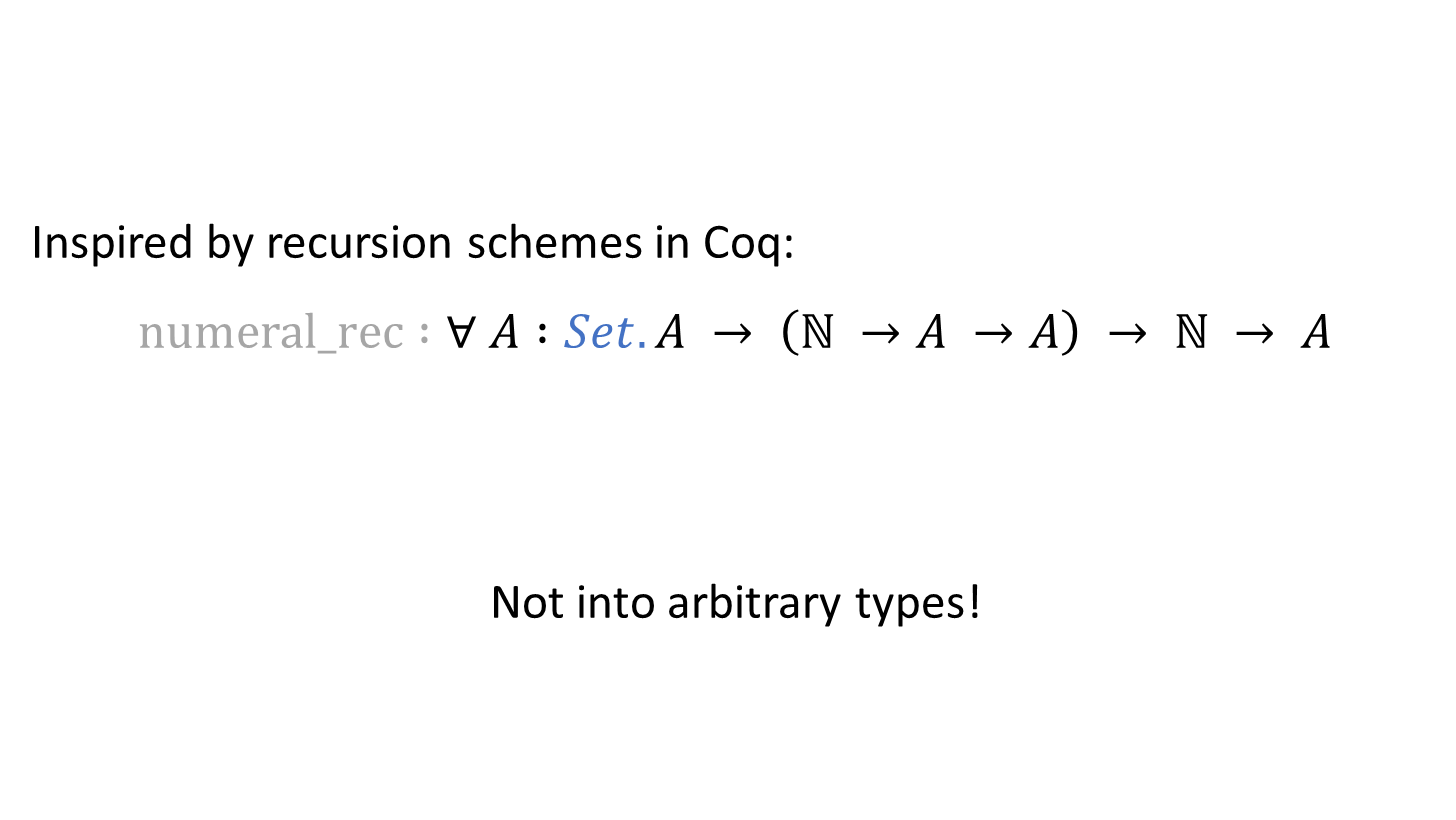 Inspired by recursion schemes in Coq:
numeral_rec : ∀ A : Set. A → (ℕ → A → A) → ℕ → A
Not into arbitrary types!